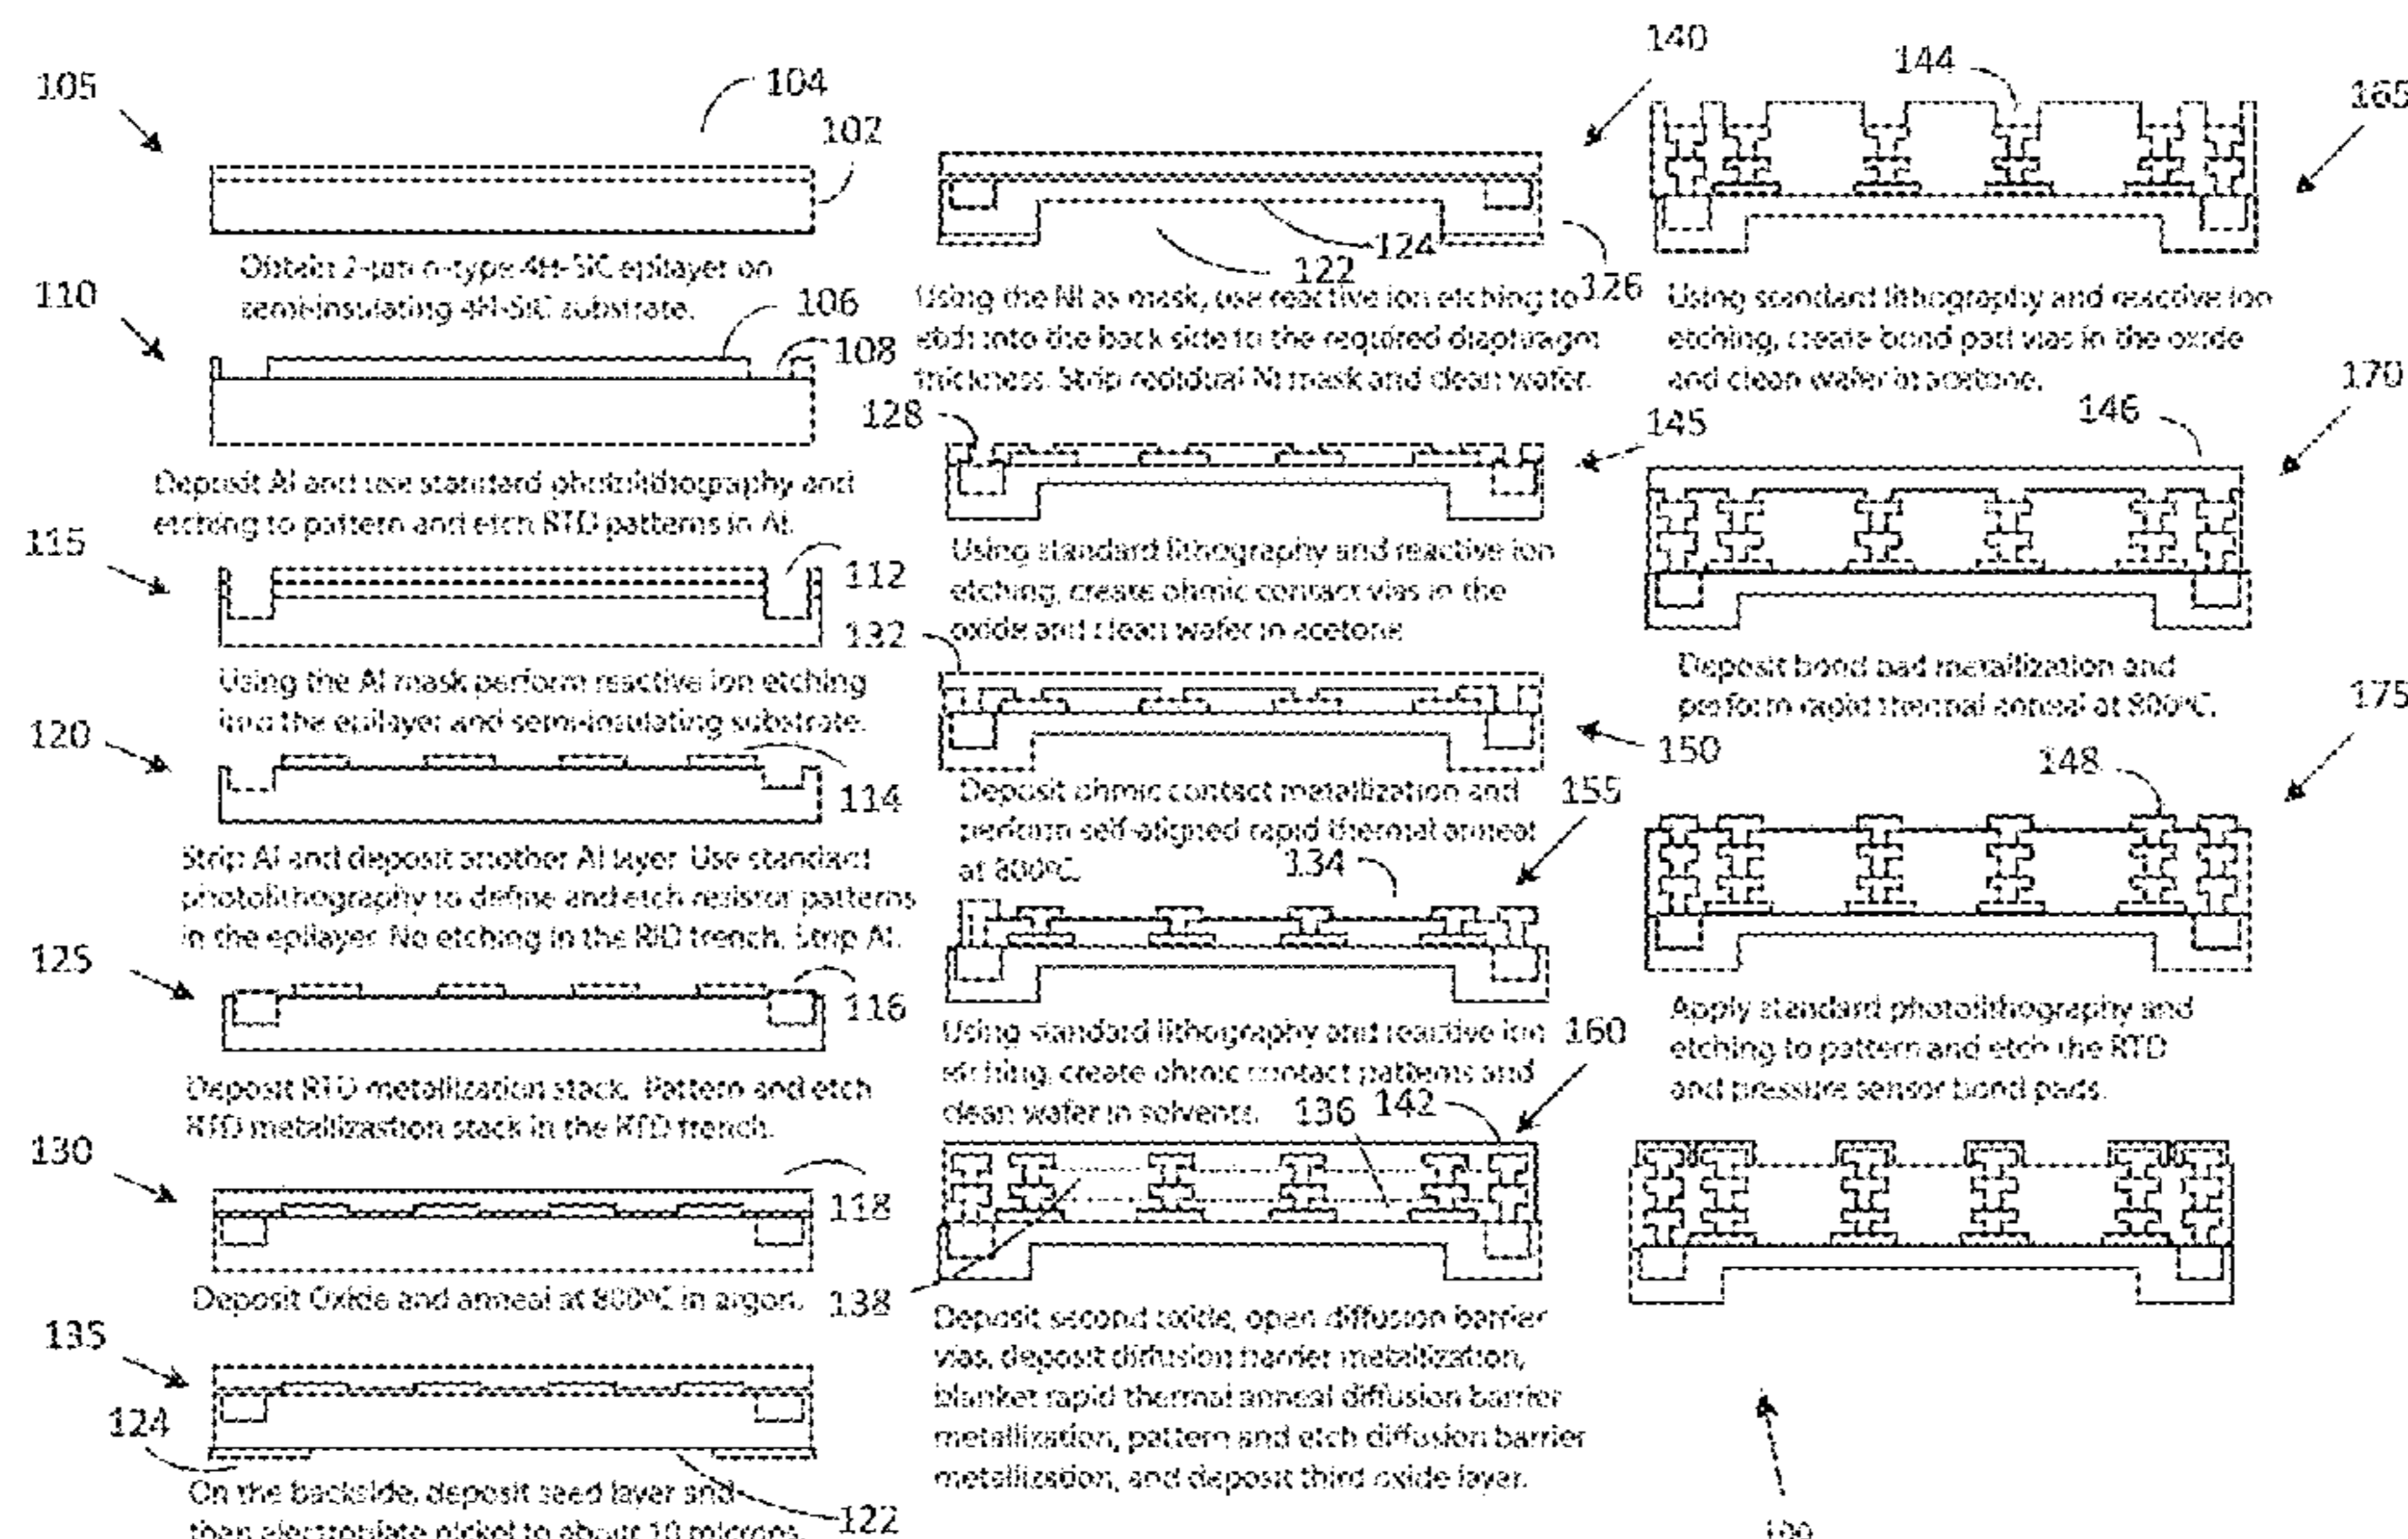 105
104
102
Obtain 2-μm n-type 4H-SiC epilayer on
semi-insulating 4H-SiC substrate.
110
106
108
Deposit Al and use standard photolithography and
etching to pattern and etch RTD patterns in Al.
115
112
Using the Al mask perform reactive ion etching
into the epilayer and semi-insulating substrate.
120
114
Strip Al and deposit another Al layer. Use standard
photolithography to define and etch resistor patterns
in the epilayer. No etching in the RTD trench. Strip Al.
125
116
Deposit RTD metallization stack. Pattern and etch
RTD metallizastion stack in the RTD trench.
130
118
Deposit Oxide and anneal at 800ºC in argon.
135
124
122
On the backside, deposit seed layer and
then electroplate nickel to about 10 microns.
140
124
122
126
Using the Ni as mask, use reactive ion etching to
etch into the back side to the required diaphragm
thickness. Strip redidual Ni mask and clean wafer.
128
145
Using standard lithography and reactive ion
etching, create ohmic contact vias in the
oxide and clean wafer in acetone
132
150
Deposit ohmic contact metallization and
perform self-aligned rapid thermal anneal
at 800ºC.
155
134
Using standard lithography and reactive ion
etching, create ohmic contact patterns and
clean wafer in solvents.
160
136
142
138
Deposit second oxide, open diffusion barrier
vias, deposit diffusion barrier metallization,
blanket rapid thermal anneal diffusion barrier
metallization, pattern and etch diffusion barrier
metallization, and deposit third oxide layer.
144
165
Using standard lithography and reactive ion
etching, create bond pad vias in the oxide
and clean wafer in acetone.
146
170
Deposit bond pad metallization and
perform rapid thermal anneal at 800ºC.
148
175
Apply standard photolithography and
etching to pattern and etch the RTD
and pressure sensor bond pads.